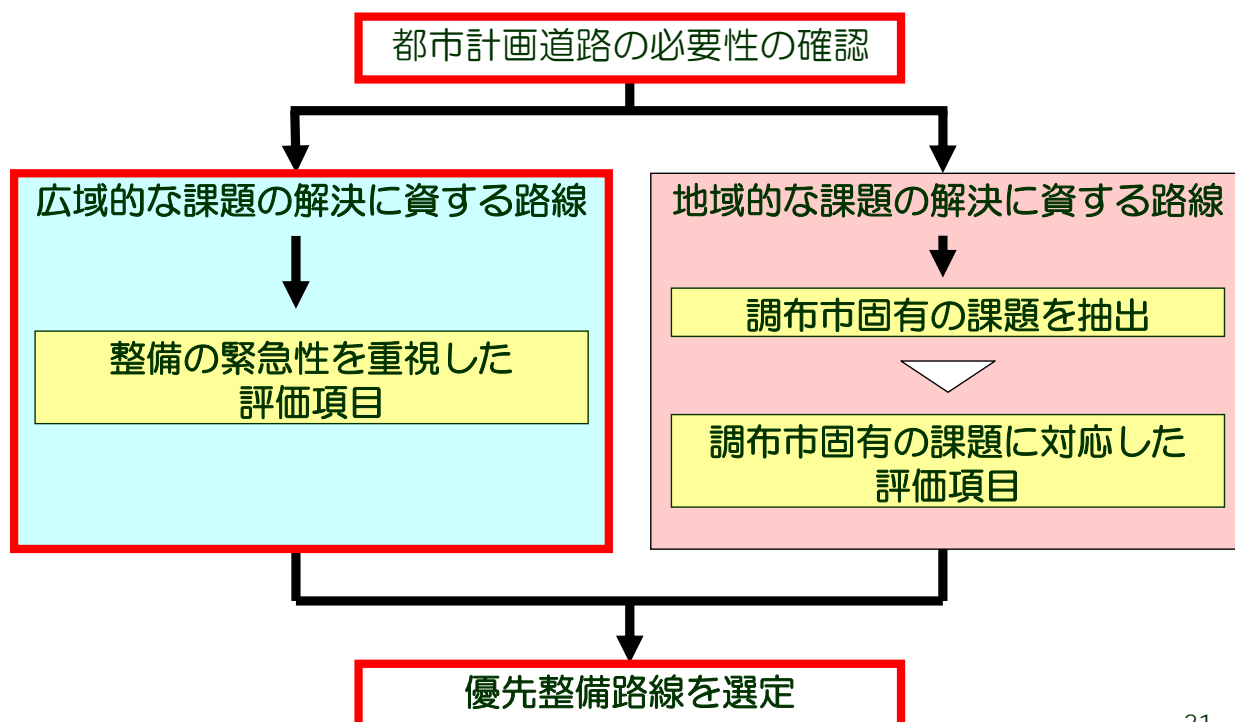 都市計画道路の必要性の確認
広域的な課題の解決に資する路線
整備の緊急性を重視した
評価項目
地域的な課題の解決に資する路線
調布市固有の課題を抽出
調布市固有の課題に対応した
評価項目
優先整備路線を選定
21